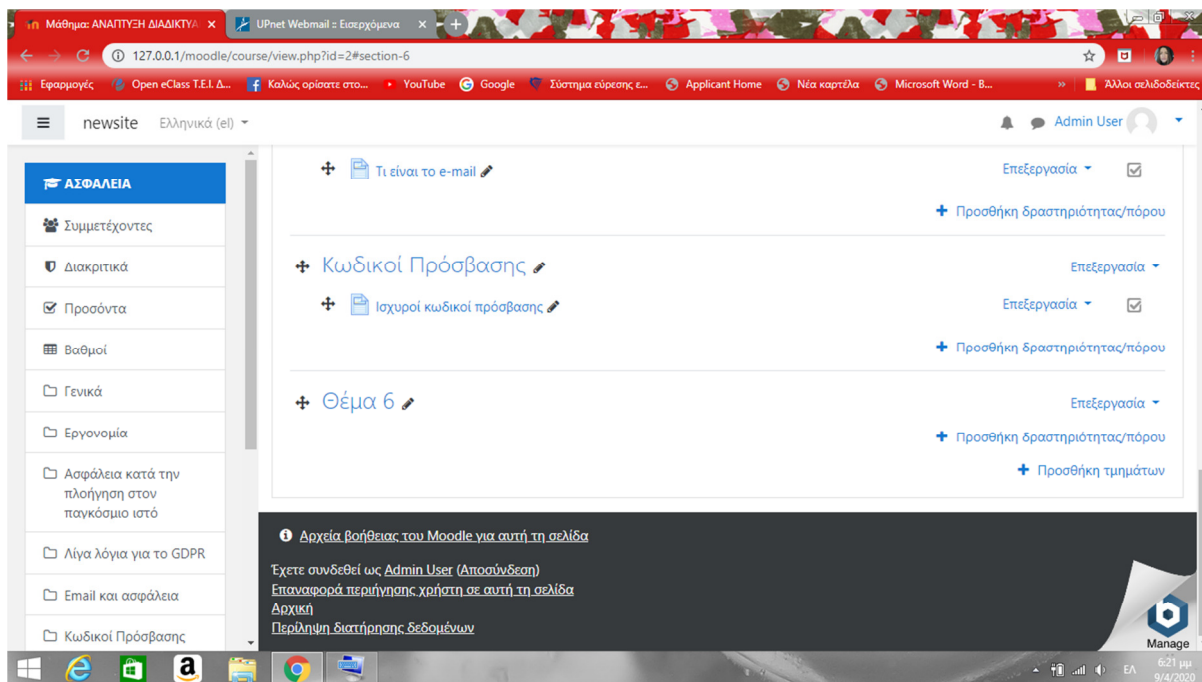 Μάθημα: ΑΝΑΠΤΥΞΗ ΔΙΑΔΙΚΤΥΑ
UPnet Webmail :: Εισερχόμενα
127.0.0.1/moodle/course/view.php?id=2#section-6
Εφαρμογές Open eClass Τ.Ε.Ι. Δ... Καλώς ορίσατε στο... YouTube Google Σύστημα εύρεσης ε... Applicant Home Νέα καρτέλα Microsoft Word - B... » Άλλοι σελιδοδείκτες
newsite Ελληνικά (el) Admin User
ΑΣΦΑΛΕΙΑ
Συμμετέχοντες
Διακριτικά
Προσόντα
Βαθμοί
Γενικά
Εργονομία
Ασφάλεια κατά την
πλοήγηση στον
παγκόσμιο ιστό
Λίγα λόγια για το GDPR
Email και ασφάλεια
Κωδικοί Πρόσβασης
Τι είναι το e-mail Επεξεργασία
Προσθήκη δραστηριότητας/πόρου
Κωδικοί Πρόσβασης Επεξεργασία
Ισχυροί κωδικοί πρόσβασης Επεξεργασία
Προσθήκη δραστηριότητας/πόρου
Θέμα 6 Επεξεργασία
Προσθήκη δραστηριότητας/πόρου
Προσθήκη τμημάτων
Αρχεία βοήθειας του Moodle για αυτή τη σελίδα
Έχετε συνδεθεί ως Admin User (Αποσύνδεση)
Επαναφορά περιήγησης χρήστη σε αυτή τη σελίδα
Αρχική
Περίληψη διατήρησης δεδομένων
Manage
ΕΛ
6:21 μμ
9/4/2020